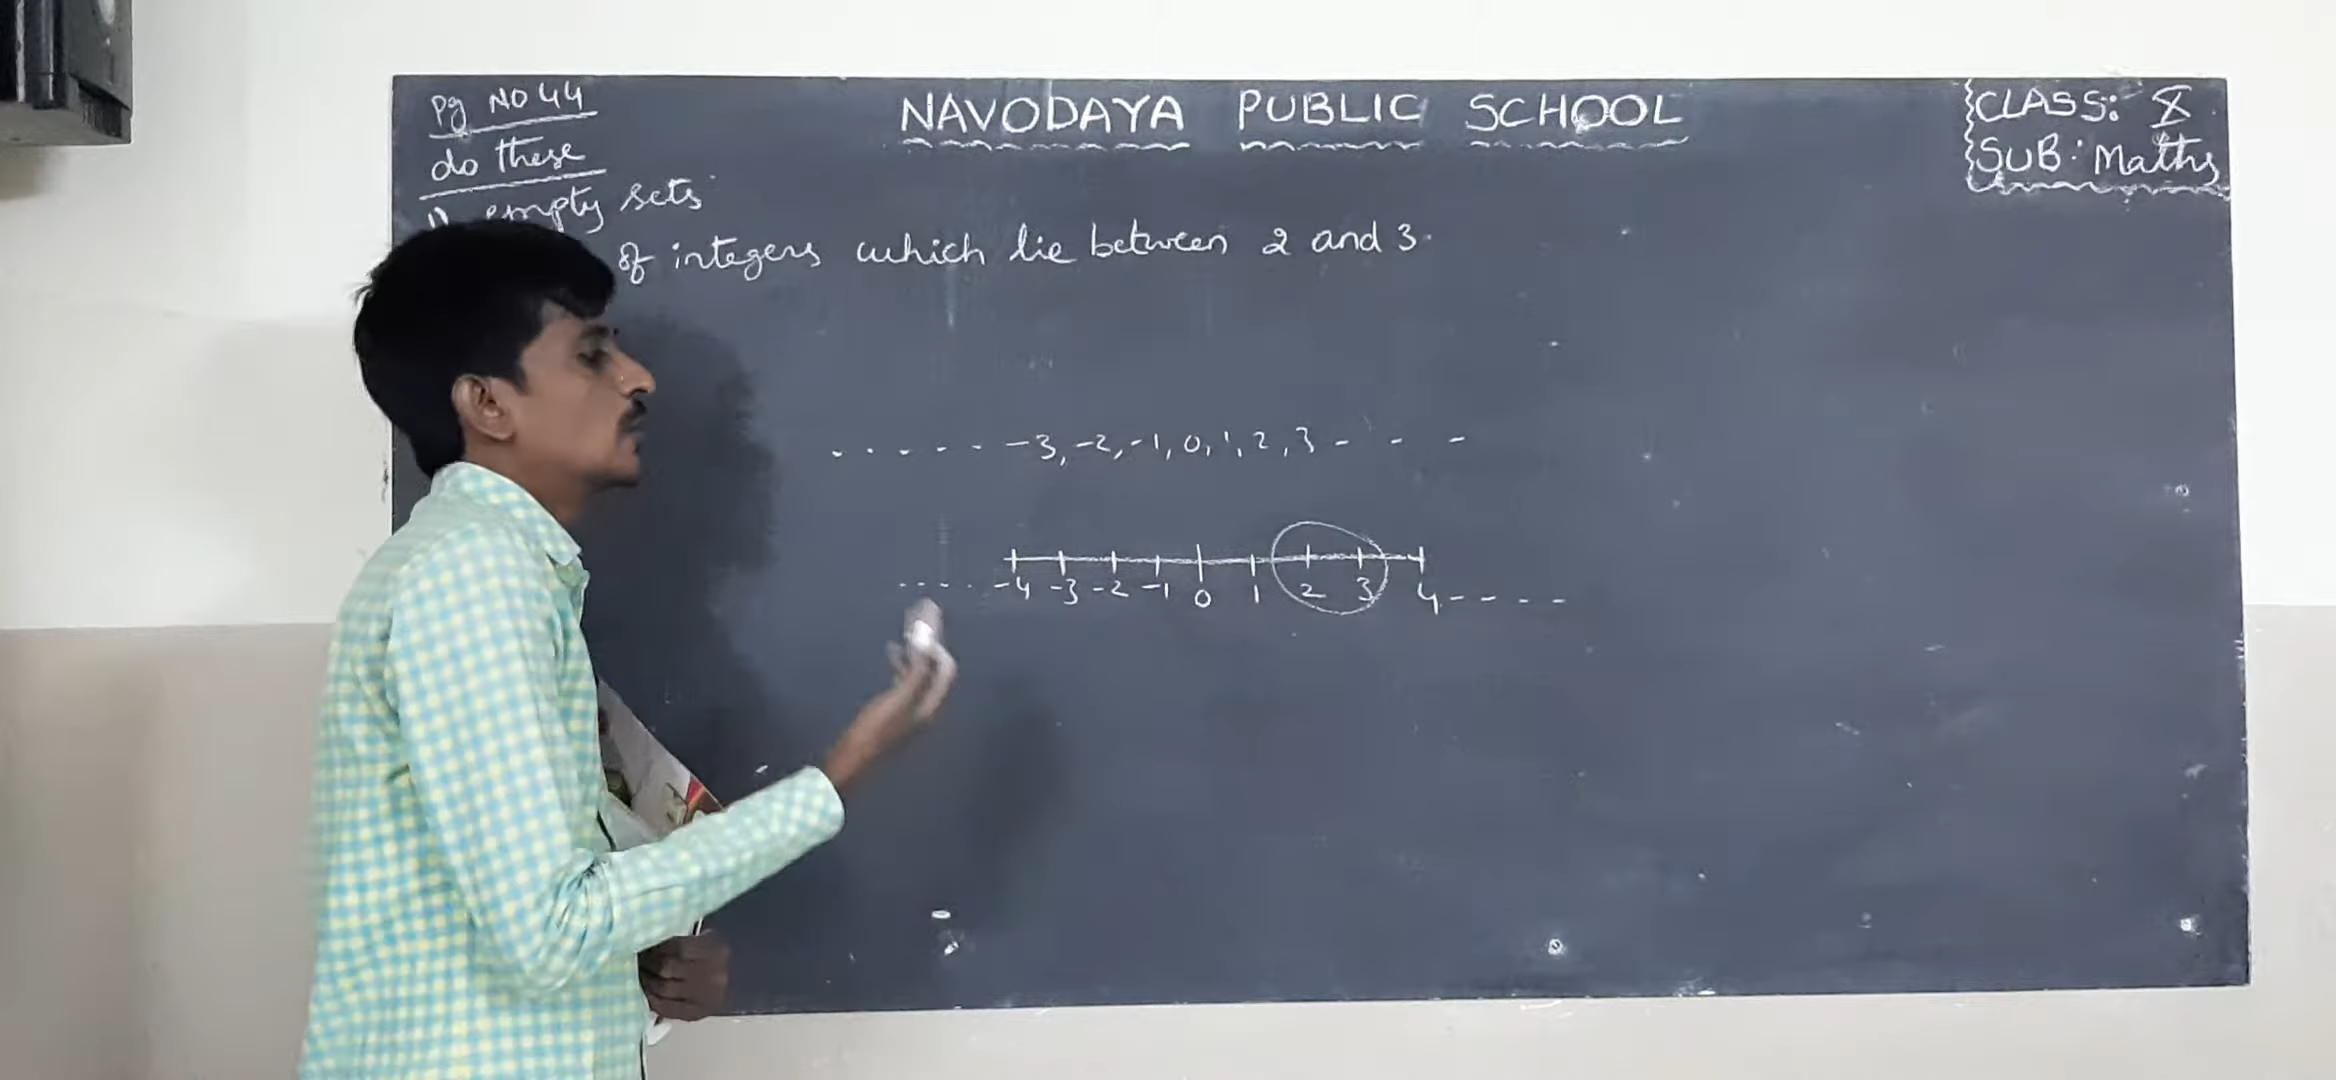 Pg NO 44
do these
NAVODAYA PUBLIC SCHOOL
CLASS: X
SUB: Maths
1) empty sets
of integers which lie between 2 and 3.
. . . . . -3, -2, -1, 0, 1, 2, 3 - - -
..... -4 -3 -2 -1 0 1 2 3 4 - - - -